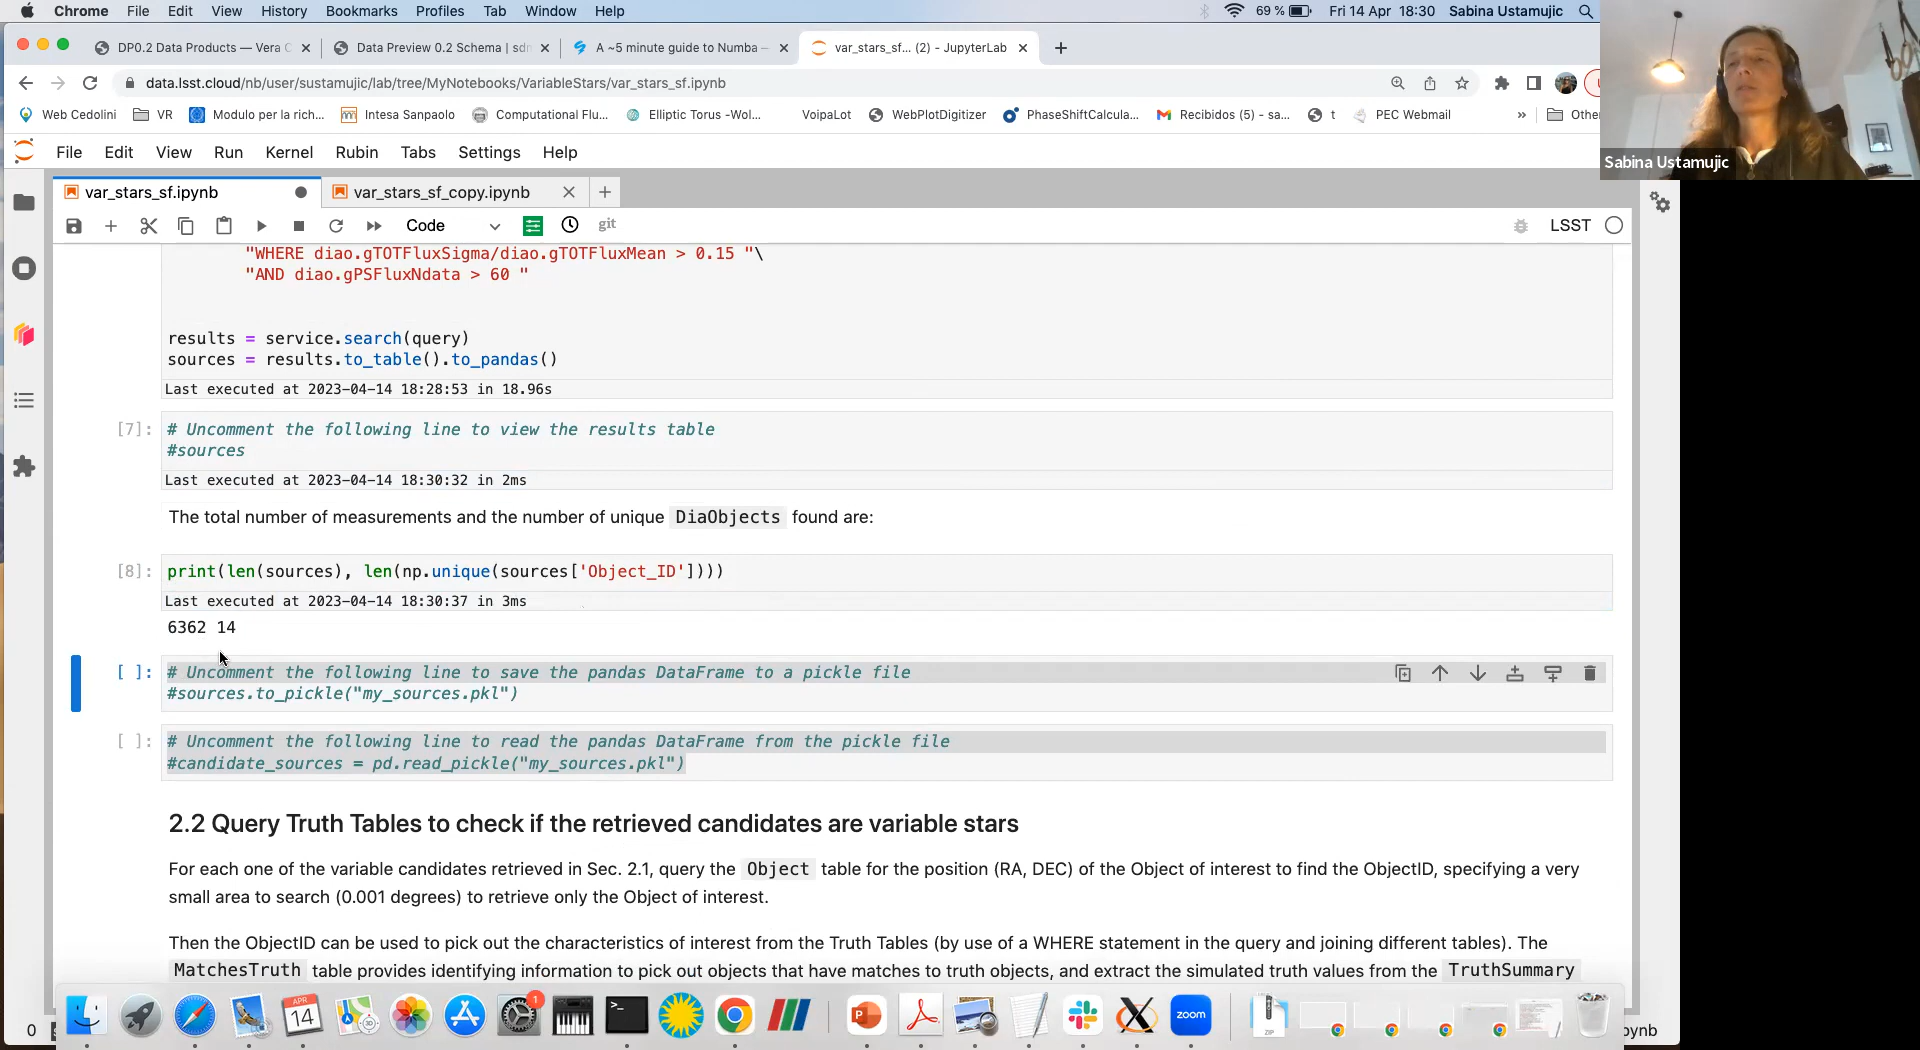 Chrome File Edit View History Bookmarks Profiles Tab Window Help 69 % Fri 14 Apr 18:30 Sabina Ustamujic
DP0.2 Data Products — Vera C
Data Preview 0.2 Schema | sdm
A ~5 minute guide to Numba —
var_stars_sf... (2) - JupyterLab
data.lsst.cloud/nb/user/sustamujic/lab/tree/MyNotebooks/VariableStars/var_stars_sf.ipynb
Web Cedolini VR Modulo per la rich... Intesa Sanpaolo Computational Flu... Elliptic Torus -Wol... VoipaLot WebPlotDigitizer PhaseShiftCalcula... Recibidos (5) - sa... t PEC Webmail » Othe
Sabina Ustamujic
File Edit View Run Kernel Rubin Tabs Settings Help
var_stars_sf.ipynb
var_stars_sf_copy.ipynb
Code git LSST
"WHERE diao.gTOTFluxSigma/diao.gTOTFluxMean > 0.15 "\
"AND diao.gPSFluxNdata > 60 "
results = service.search(query)
sources = results.to_table().to_pandas()
Last executed at 2023-04-14 18:28:53 in 18.96s
[7]: # Uncomment the following line to view the results table
#sources
Last executed at 2023-04-14 18:30:32 in 2ms
The total number of measurements and the number of unique DiaObjects found are:
[8]: print(len(sources), len(np.unique(sources['Object_ID'])))
Last executed at 2023-04-14 18:30:37 in 3ms
6362 14
[ ]: # Uncomment the following line to save the pandas DataFrame to a pickle file
#sources.to_pickle("my_sources.pkl")
[ ]: # Uncomment the following line to read the pandas DataFrame from the pickle file
#candidate_sources = pd.read_pickle("my_sources.pkl")
2.2 Query Truth Tables to check if the retrieved candidates are variable stars
For each one of the variable candidates retrieved in Sec. 2.1, query the Object table for the position (RA, DEC) of the Object of interest to find the ObjectID, specifying a very
small area to search (0.001 degrees) to retrieve only the Object of interest.
Then the ObjectID can be used to pick out the characteristics of interest from the Truth Tables (by use of a WHERE statement in the query and joining different tables). The
MatchesTruth table provides identifying information to pick out objects that have matches to truth objects, and extract the simulated truth values from the TruthSummary
0
APR
14
1
zoom
ZIP
pynb